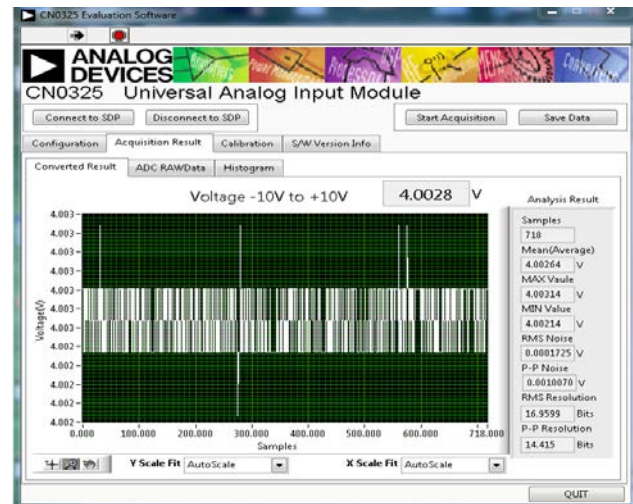 CN0325 Evaluation Software
ANALOG DEVICES
CN0325 Universal Analog Input Module
Connect to SDP Disconnect to SDP Start Acquisition Save Data
Configuration Acquisition Result Calibration S/W Version Info
Converted Result ADC RAWData Histogram
Voltage -10V to +10V 4.0028 V
Analysis Result
Samples
718
Mean(Average)
4.00264 V
MAX Vaule
4.00314 V
MIN Value
4.00214 V
RMS Noise
0.0001725 V
P-P Noise
0.0010070 V
RMS Resolution
16.9599 Bits
P-P Resolution
14.415 Bits
Voltage(V)
4.003
4.003
4.003
4.003
4.003
4.003
4.003
4.002
4.002
4.002
4.002
0.000 100.000 200.000 300.000 400.000 500.000 600.000 718.000
Samples
Y Scale Fit AutoScale X Scale Fit AutoScale
QUIT